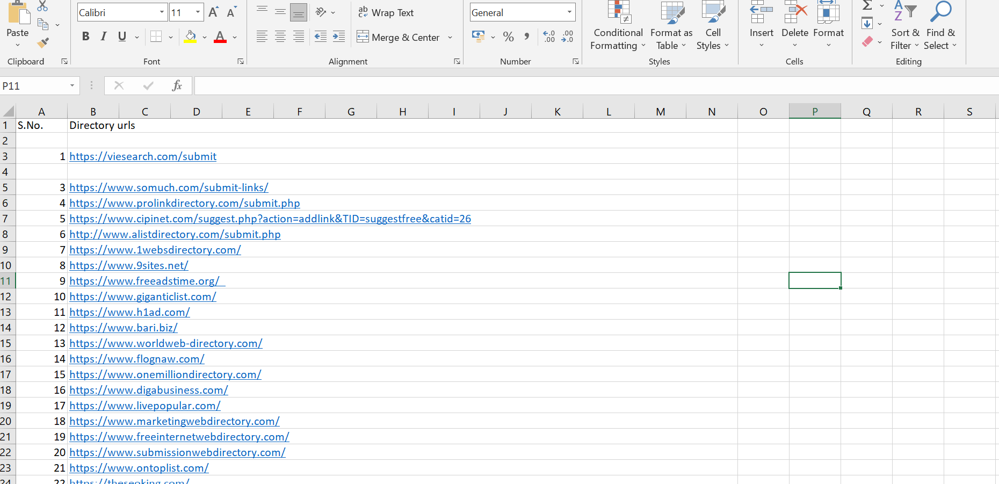 Calibri 11 A A ab Wrap Text General
Paste B I U A Merge & Center % .0 .00 .00 .0 Conditional Formatting Format as Table Cell Styles Insert Delete Format Σ A Z Sort & Filter Find & Select
Clipboard Font Alignment Number Styles Cells Editing
P11 fx
A B C D E F G H I J K L M N O P Q R S
1 S.No. Directory urls
2
3 1 https://viesearch.com/submit
4
5 3 https://www.somuch.com/submit-links/
6 4 https://www.prolinkdirectory.com/submit.php
7 5 https://www.cipinet.com/suggest.php?action=addlink&TID=suggestfree&catid=26
8 6 http://www.alistdirectory.com/submit.php
9 7 https://www.1websdirectory.com/
10 8 https://www.9sites.net/
11 9 https://www.freeadstime.org/
12 10 https://www.giganticlist.com/
13 11 https://www.h1ad.com/
14 12 https://www.bari.biz/
15 13 https://www.worldweb-directory.com/
16 14 https://www.flognaw.com/
17 15 https://www.onemilliondirectory.com/
18 16 https://www.digabusiness.com/
19 17 https://www.livepopular.com/
20 18 https://www.marketingwebdirectory.com/
21 19 https://www.freeinternetwebdirectory.com/
22 20 https://www.submissionwebdirectory.com/
23 21 https://www.ontoplist.com/
24 22 https://theseoking.com/